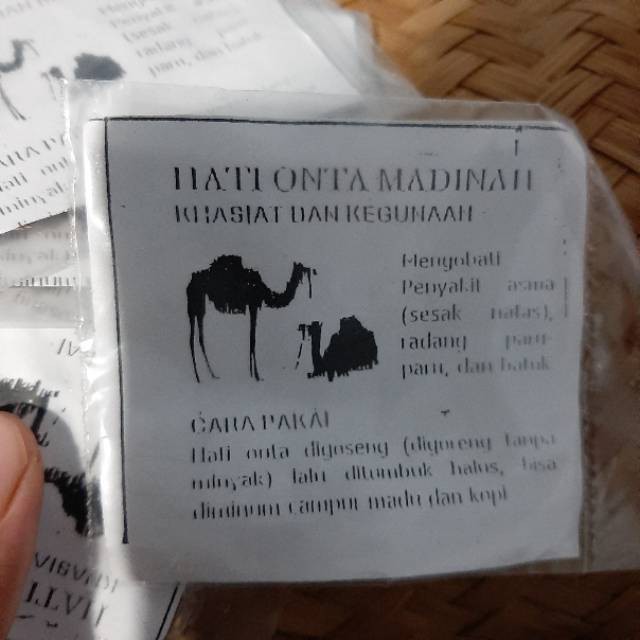 HATI ONTA MADINAH
KHASIAT DAN KEGUNAAN
Mengobati
Penyakit asma
(sesak nafas),
radang paru-
paru, dan batuk
CARA PAKAI
Hati onta digoseng (digoreng tanpa
minyak) lalu ditumbuk halus, bisa
diminum campur madu dan kopi